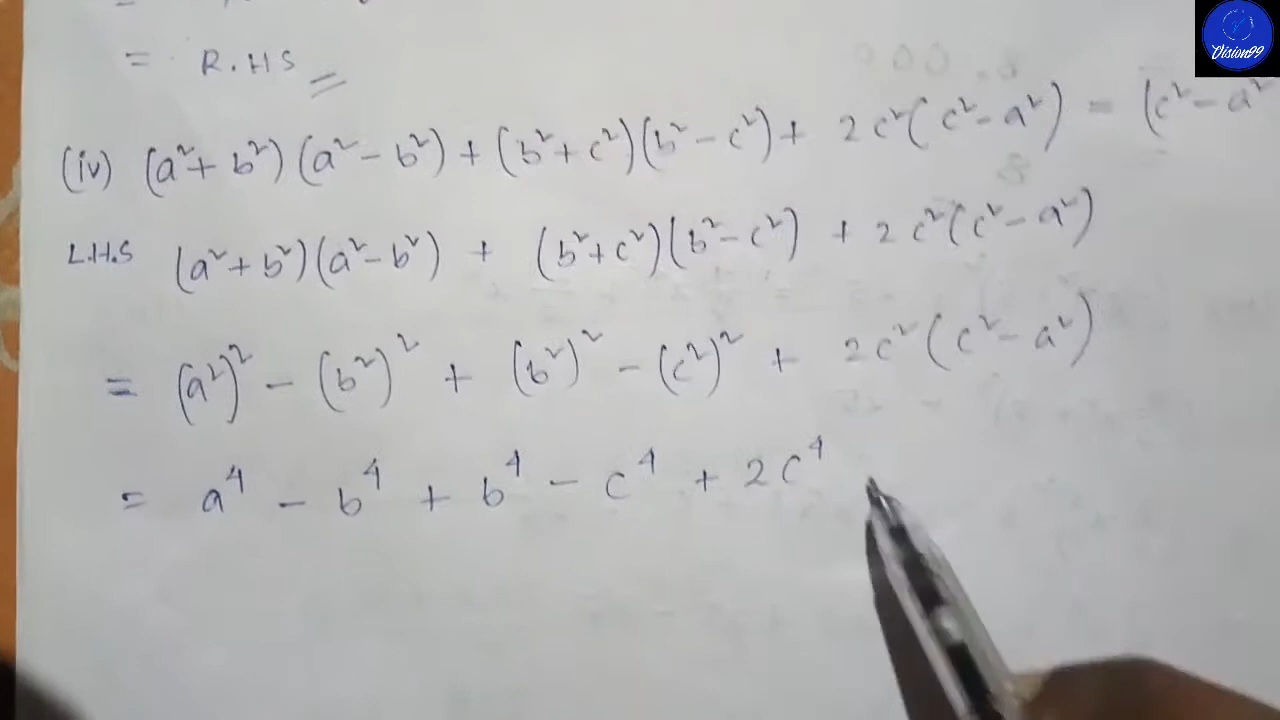 = R.HS
(iv) (a²+b²)(a²-b²)+(b²+c²)(b²-c²)+ 2c²(c²-a²) = (c²-a²
L.H.S (a²+b²)(a²-b²) + (b²+c²)(b²-c²) + 2c²(c²-a²)
= (a²)² - (b²)² + (b²)² - (c²)² + 2c²(c²-a²)
= a⁴ - b⁴ + b⁴ - c⁴ + 2c⁴
Vision99